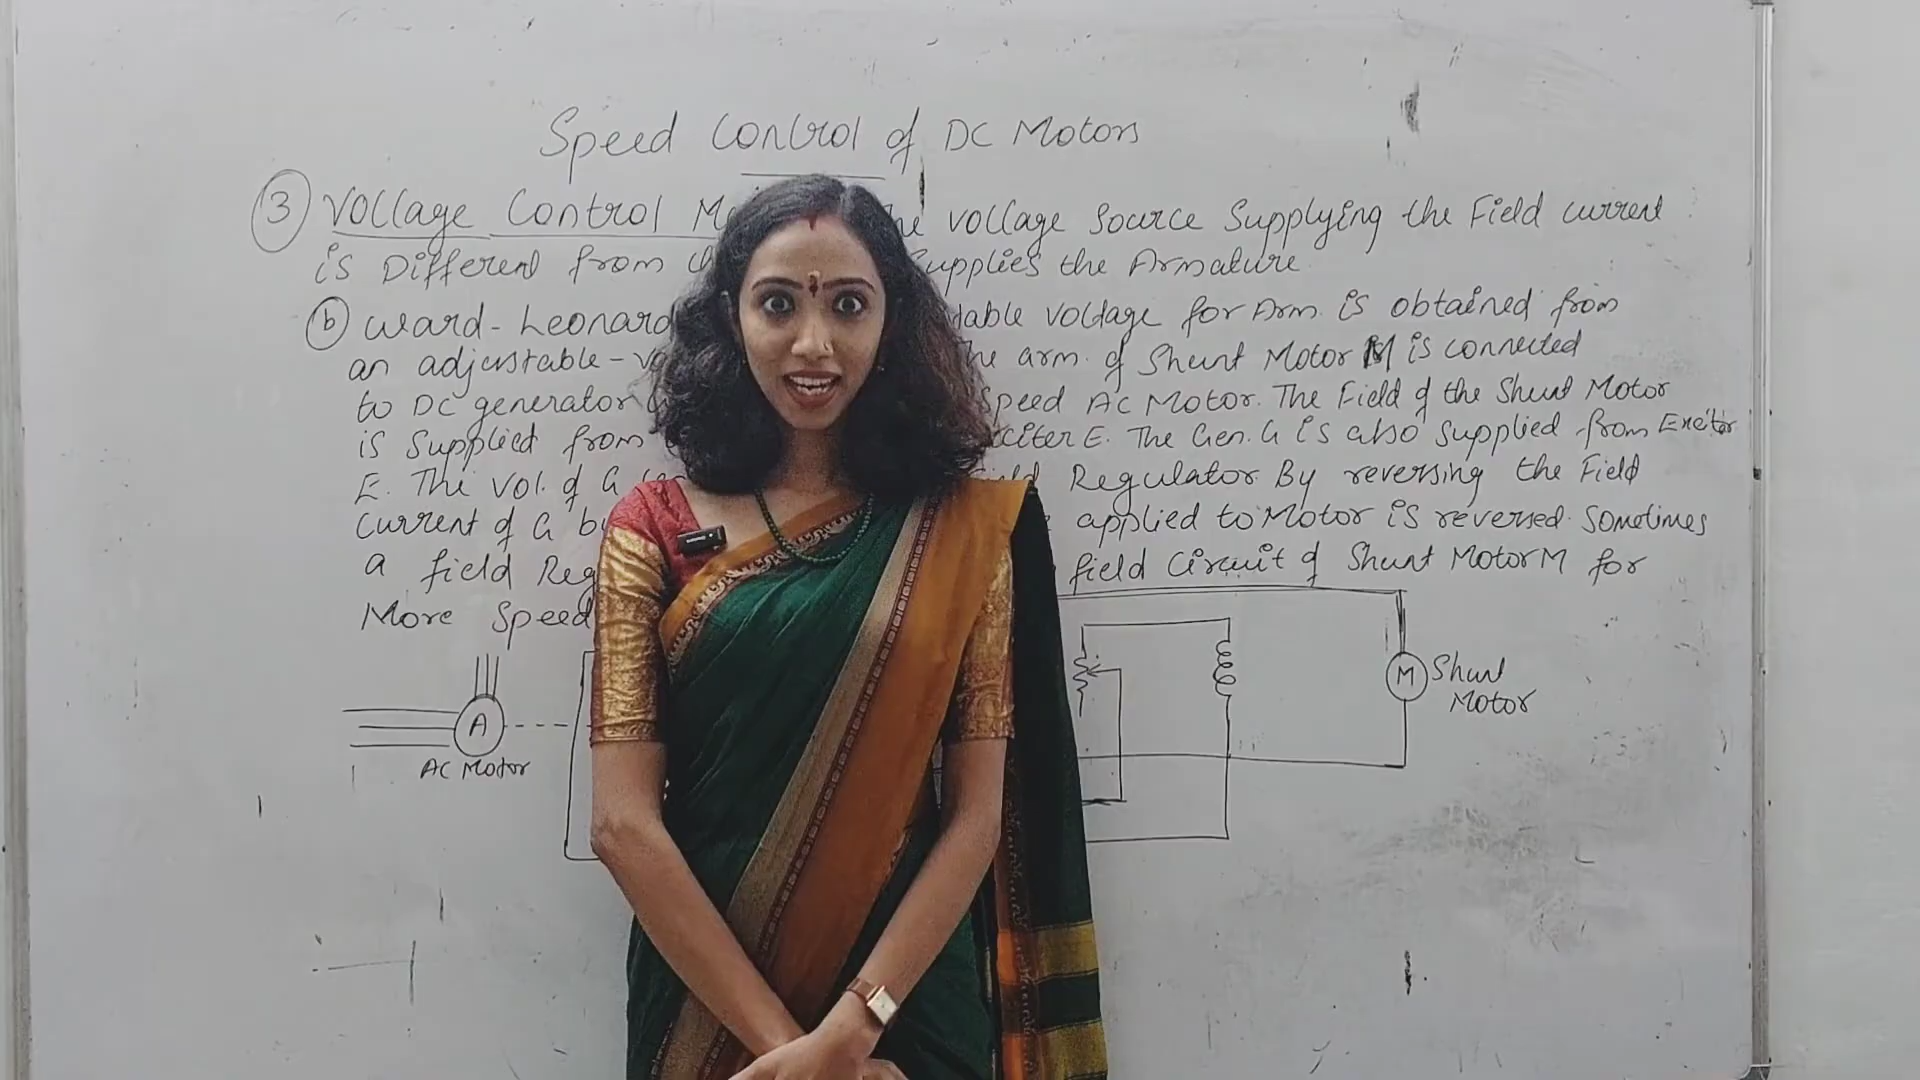 Speed Control of DC Motors
3 Voltage Control voltage Source Supplying the Field current
is Different from Supplies the Armature
b Ward-Leonard voltage for Arm. is obtained from
an adjustable- arm. of Shunt Motor M is connected
to DC generator Speed AC Motor. The Field of the Shunt Motor
is Supplied from Exciter E. The Gen. G is also Supplied from Exciter
E. The vol. of G Regulator. By reversing the Field
current of G applied to Motor is reversed. Sometimes
a field field Circuit of Shunt Motor M for
More Speed
A
AC Motor
M
Shunt
Motor